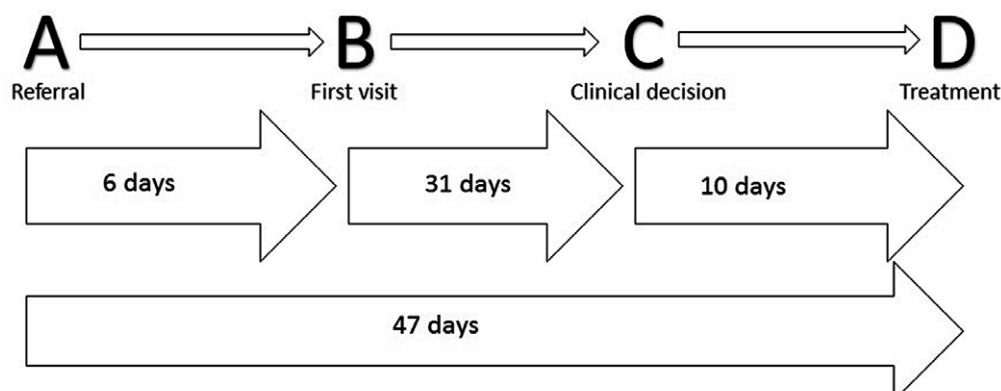 A B C D
Referral First visit Clinical decision Treatment
6 days 31 days 10 days
47 days